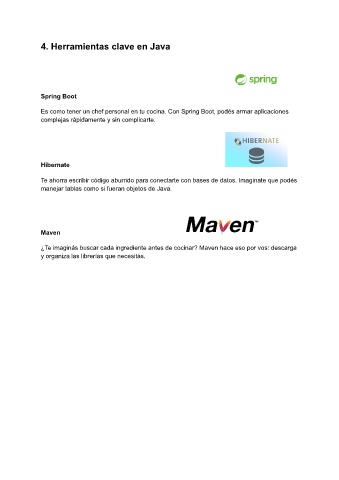 4. Herramientas clave en Java
spring
Spring Boot
Es como tener un chef personal en tu cocina. Con Spring Boot, podés armar aplicaciones
complejas rápidamente y sin complicarte.
HIBERNATE
Hibernate
Te ahorra escribir código aburrido para conectarte con bases de datos. Imaginate que podés
manejar tablas como si fueran objetos de Java.
Maven™
Maven
¿Te imaginás buscar cada ingrediente antes de cocinar? Maven hace eso por vos: descarga
y organiza las librerías que necesitás.